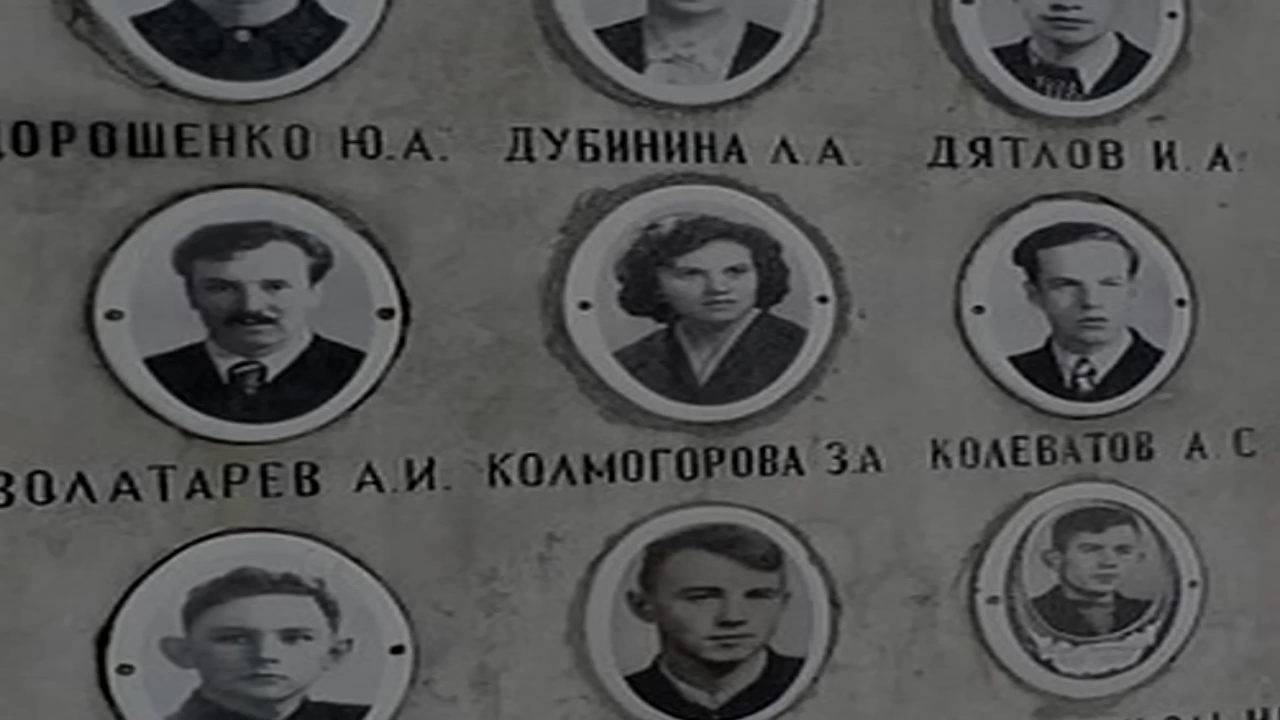 ДОРОШЕНКО Ю.А. ДУБИНИНА Л.А. ДЯТЛОВ И.А.
ЗОЛАТАРЕВ А.И. КОЛМОГОРОВА З.А КОЛЕВАТОВ А.С